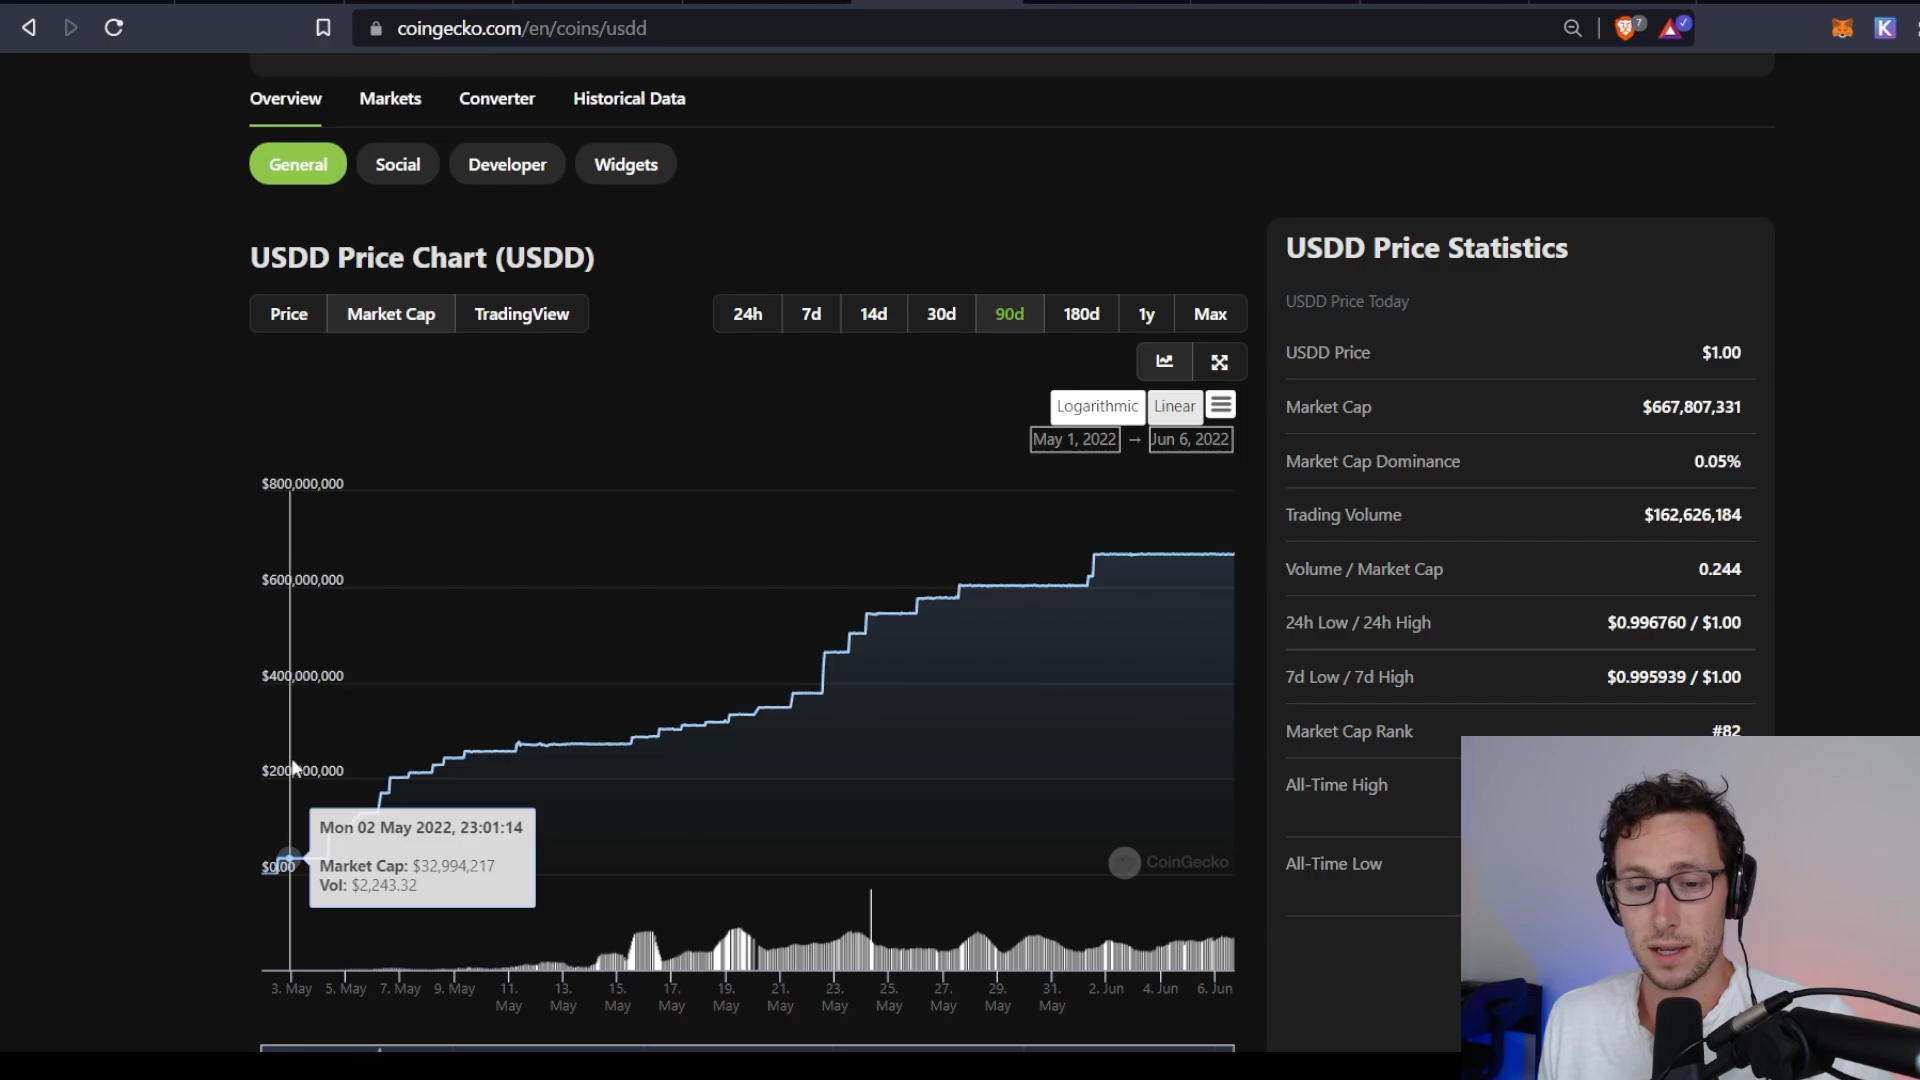 coingecko.com/en/coins/usdd
7
K
Overview Markets Converter Historical Data
General Social Developer Widgets
USDD Price Chart (USDD)
Price Market Cap TradingView
24h 7d 14d 30d 90d 180d 1y Max
Logarithmic Linear
May 1, 2022 → Jun 6, 2022
$800,000,000
$600,000,000
$400,000,000
$200,000,000
$0.00
Mon 02 May 2022, 23:01:14
Market Cap: $32,994,217
Vol: $2,243.32
CoinGecko
3. May 5. May 7. May 9. May 11. May 13. May 15. May 17. May 19. May 21. May 23. May 25. May 27. May 29. May 31. May 2. Jun 4. Jun 6. Jun
USDD Price Statistics
USDD Price Today
USDD Price $1.00
Market Cap $667,807,331
Market Cap Dominance 0.05%
Trading Volume $162,626,184
Volume / Market Cap 0.244
24h Low / 24h High $0.996760 / $1.00
7d Low / 7d High $0.995939 / $1.00
Market Cap Rank #82
All-Time High
All-Time Low